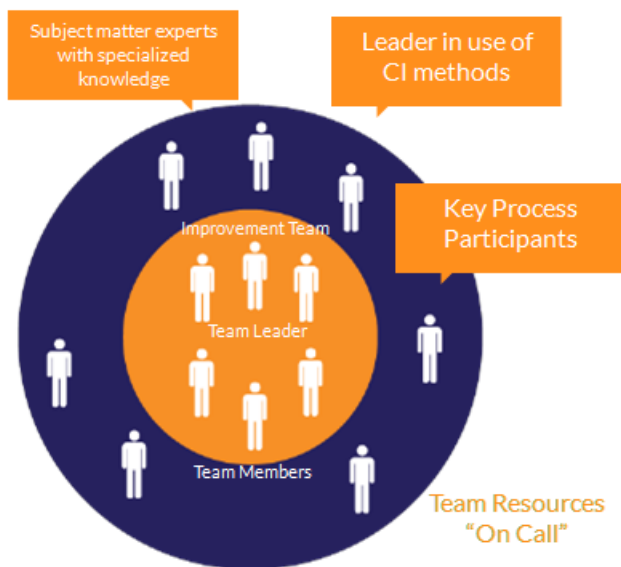 Subject matter experts
with specialized
knowledge
Leader in use of
CI methods
Key Process
Participants
Improvement Team
Team Leader
Team Members
Team Resources
“On Call”